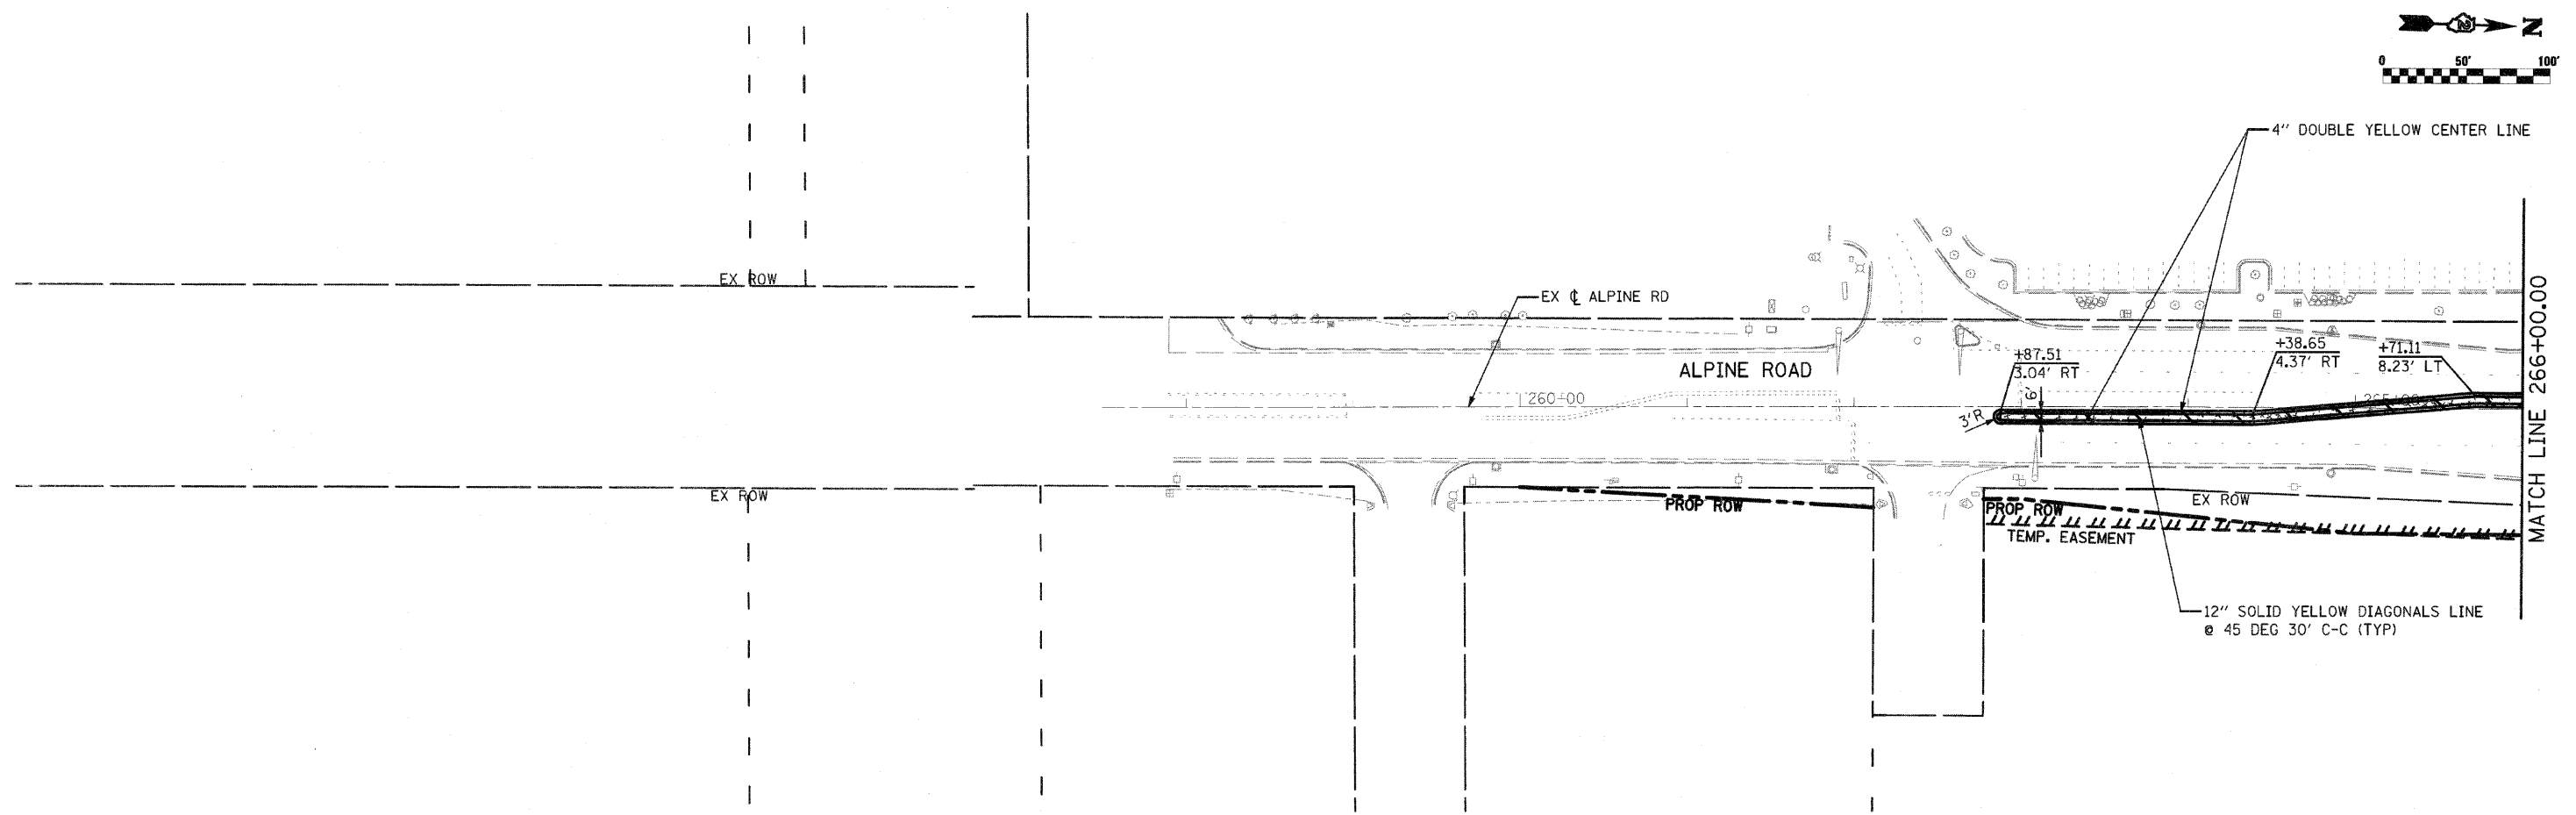 N
0 50' 100'
4" DOUBLE YELLOW CENTER LINE
EX ROW
EX ℄ ALPINE RD
ALPINE ROAD
+87.51
3.04' RT
+38.65
4.37' RT
+71.11
8.23' LT
260+00
265+00
6'
3'R
MATCH LINE 266+00.00
EX ROW
PROP ROW
PROP ROW
EX ROW
TEMP. EASEMENT
12" SOLID YELLOW DIAGONALS LINE
@ 45 DEG 30' C-C (TYP)